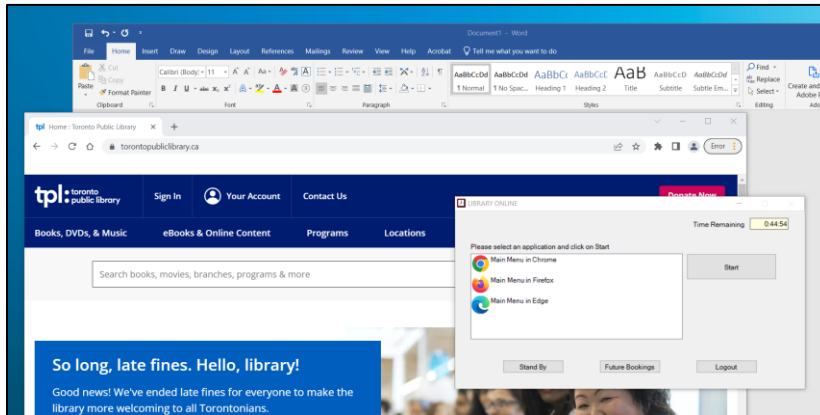 Document1 - Word
File Home Insert Draw Design Layout References Mailings Review View Help Acrobat Tell me what you want to do
Cut
Copy
Format Painter
Paste
Calibri (Body) 11
AaBbCcDd AaBbCcDd AaBbCc AaBbCcC AaB AaBbCcD AaBbCcDd
1 Normal 1 No Spac... Heading 1 Heading 2 Title Subtitle Subtle Em...
Find
Replace
Select
Create and
Adobe P
Clipboard Font Paragraph Styles Editing Ado
tpl Home : Toronto Public Library
torontopubliclibrary.ca
Error
tpl: toronto public library
Sign In Your Account Contact Us
Donate Now
Books, DVDs, & Music eBooks & Online Content Programs Locations
Search books, movies, branches, programs & more
So long, late fines. Hello, library!
Good news! We've ended late fines for everyone to make the
library more welcoming to all Torontonians.
LIBRARY ONLINE
Time Remaining 0:44:54
Please select an application and click on Start
Main Menu in Chrome
Main Menu in Firefox
Main Menu in Edge
Start
Stand By Future Bookings Logout